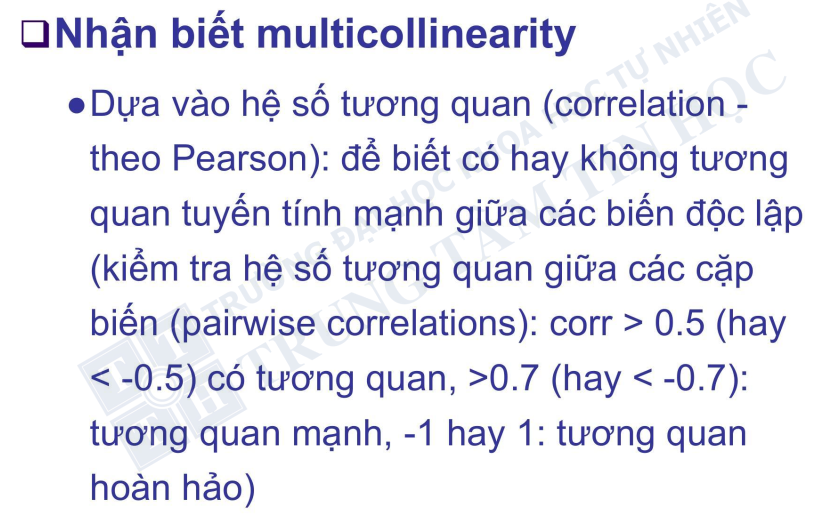 Nhận biết multicollinearity
●Dựa vào hệ số tương quan (correlation -
theo Pearson): để biết có hay không tương
quan tuyến tính mạnh giữa các biến độc lập
(kiểm tra hệ số tương quan giữa các cặp
biến (pairwise correlations): corr > 0.5 (hay
< -0.5) có tương quan, >0.7 (hay < -0.7):
tương quan mạnh, -1 hay 1: tương quan
hoàn hảo)
TRƯỜNG ĐẠI HỌC KHOA HỌC TỰ NHIÊN
TRUNG TÂM TIN HỌC